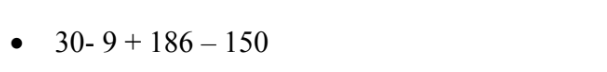 • 30- 9 + 186 – 150